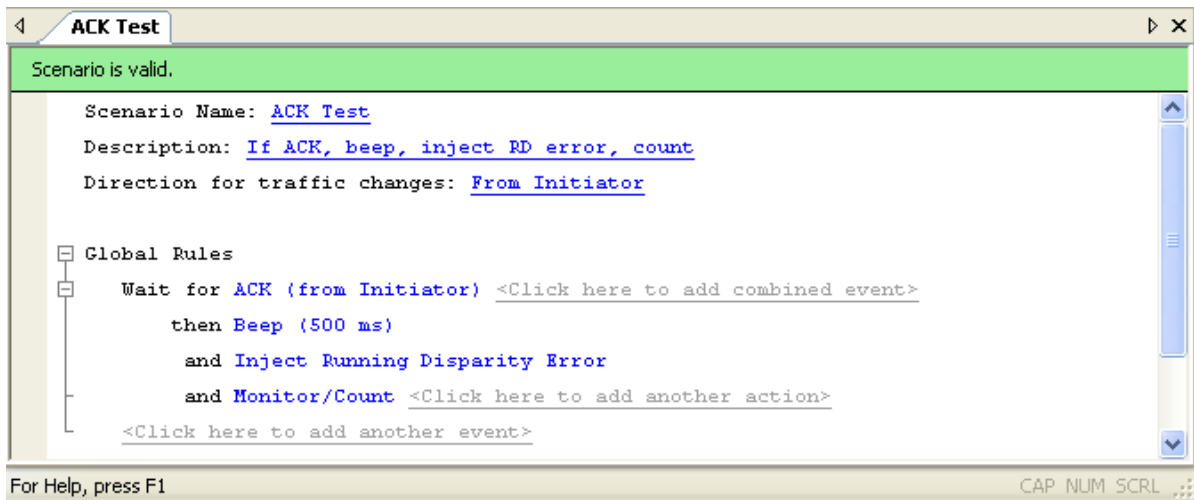 ACK Test
Scenario is valid.
Scenario Name: ACK Test
Description: If ACK, beep, inject RD error, count
Direction for traffic changes: From Initiator
Global Rules
Wait for ACK (from Initiator) <Click here to add combined event>
then Beep (500 ms)
and Inject Running Disparity Error
and Monitor/Count <Click here to add another action>
<Click here to add another event>
For Help, press F1 CAP NUM SCRL